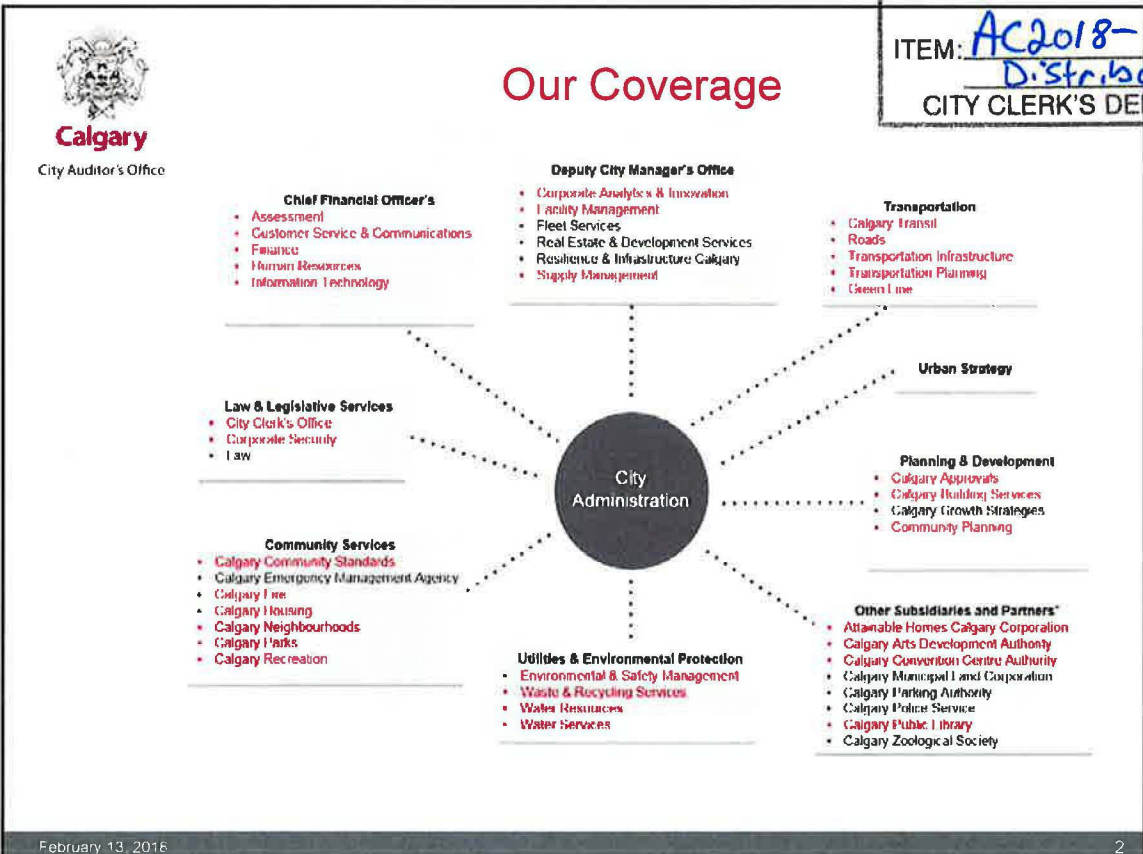 ITEM: AC2018-
CITY CLERK'S
Calgary
City Auditor's Office
Our Coverage
Chief Financial Officer's
• Assessment
• Customer Service & Communications
• Finance
• Human Resources
• Information Technology
Deputy City Manager's Office
• Corporate Analytics & Innovation
• Facility Management
• Fleet Services
• Real Estate & Development Services
• Resilience & Infrastructure Calgary
• Supply Management
Transportation
• Calgary Transit
• Roads
• Transportation Infrastructure
• Transportation Planning
• Green Line
Urban Strategy
Law & Legislative Services
• City Clerk's Office
• Corporate Security
• Law
City
Administration
Planning & Development
• Calgary Approvals
• Calgary Building Services
• Calgary Growth Strategies
• Community Planning
Community Services
• Calgary Community Standards
• Calgary Emergency Management Agency
• Calgary Fire
• Calgary Housing
• Calgary Neighbourhoods
• Calgary Parks
• Calgary Recreation
Utilities & Environmental Protection
• Environmental & Safety Management
• Waste & Recycling Services
• Water Resources
• Water Services
Other Subsidiaries and Partners*
• Attainable Homes Calgary Corporation
• Calgary Arts Development Authority
• Calgary Convention Centre Authority
• Calgary Municipal Land Corporation
• Calgary Parking Authority
• Calgary Police Service
• Calgary Public Library
• Calgary Zoological Society
February 13, 2018
2